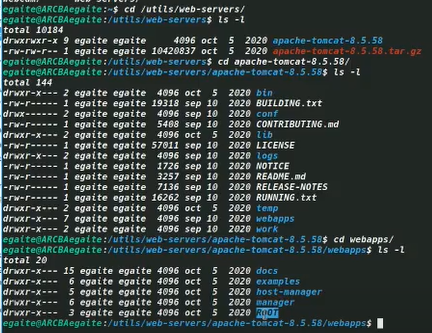 egaite@ARCBAegaite:~$ cd /utils/web-servers/
egaite@ARCBAegaite:/utils/web-servers$ ls -l
total 10184
drwxrwxr-x 9 egaite egaite 4096 oct 5 2020 apache-tomcat-8.5.58
-rw-rw-r-- 1 egaite egaite 10420837 sep 10 2020 apache-tomcat-8.5.58.tar.gz
egaite@ARCBAegaite:/utils/web-servers$ cd apache-tomcat-8.5.58/
egaite@ARCBAegaite:/utils/web-servers/apache-tomcat-8.5.58$ ls -l
total 144
drwxr-x--- 2 egaite egaite 4096 oct 5 2020 bin
-rw-r----- 1 egaite egaite 19318 sep 10 2020 BUILDING.txt
drwx------ 2 egaite egaite 4096 sep 10 2020 conf
-rw-r----- 1 egaite egaite 5408 sep 10 2020 CONTRIBUTING.md
drwxr-x--- 2 egaite egaite 4096 oct 5 2020 lib
-rw-r----- 1 egaite egaite 57011 sep 10 2020 LICENSE
drwxr-x--- 2 egaite egaite 4096 sep 10 2020 logs
-rw-r----- 1 egaite egaite 1726 sep 10 2020 NOTICE
-rw-r----- 1 egaite egaite 3257 sep 10 2020 README.md
-rw-r----- 1 egaite egaite 7136 sep 10 2020 RELEASE-NOTES
-rw-r----- 1 egaite egaite 16262 sep 10 2020 RUNNING.txt
drwxr-x--- 2 egaite egaite 4096 oct 5 2020 temp
drwxr-x--- 7 egaite egaite 4096 sep 10 2020 webapps
drwxr-x--- 2 egaite egaite 4096 sep 10 2020 work
egaite@ARCBAegaite:/utils/web-servers/apache-tomcat-8.5.58$ cd webapps/
egaite@ARCBAegaite:/utils/web-servers/apache-tomcat-8.5.58/webapps$ ls -l
total 20
drwxr-x--- 15 egaite egaite 4096 oct 5 2020 docs
drwxr-x--- 6 egaite egaite 4096 oct 5 2020 examples
drwxr-x--- 5 egaite egaite 4096 oct 5 2020 host-manager
drwxr-x--- 6 egaite egaite 4096 oct 5 2020 manager
drwxr-x--- 3 egaite egaite 4096 oct 5 2020 ROOT
egaite@ARCBAegaite:/utils/web-servers/apache-tomcat-8.5.58/webapps$